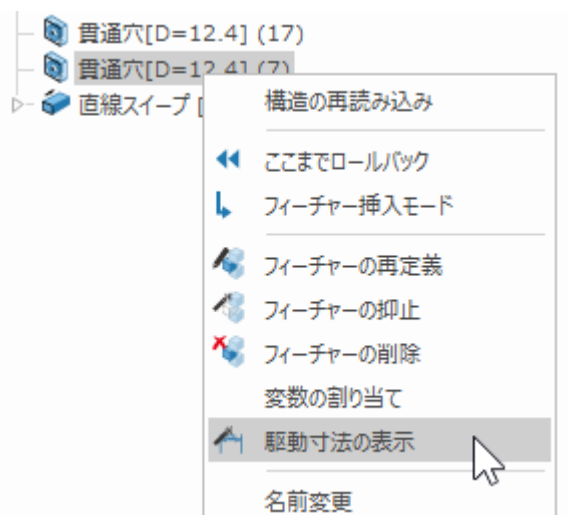 貫通穴[D=12.4] (17)
貫通穴[D=12.4] (7)
直線スイープ [
構造の再読み込み
ここまでロールバック
フィーチャー挿入モード
フィーチャーの再定義
フィーチャーの抑止
フィーチャーの削除
変数の割り当て
駆動寸法の表示
名前変更